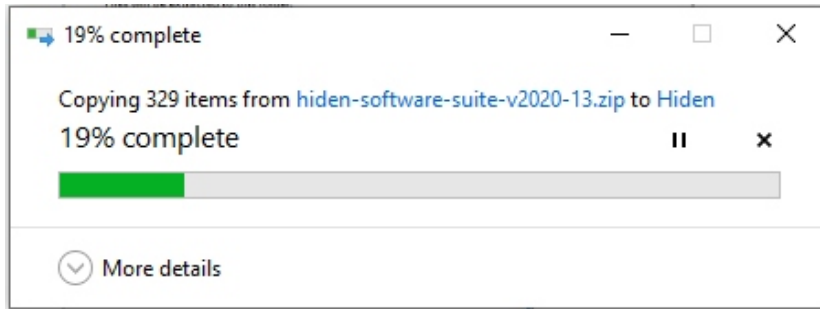 19% complete
Copying 329 items from hiden-software-suite-v2020-13.zip to Hiden
19% complete
More details